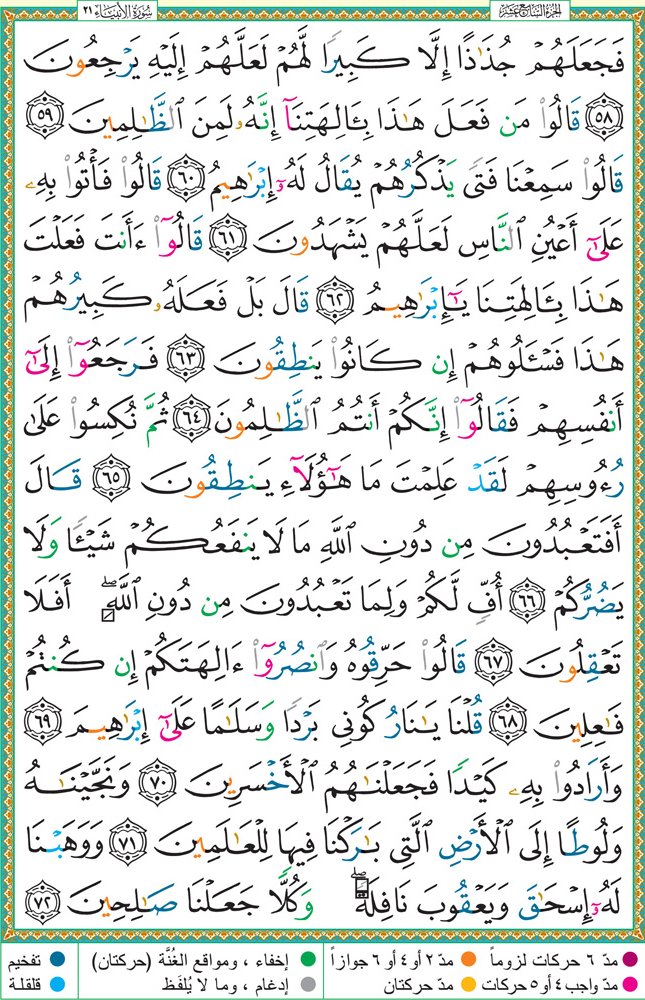 الجزء السابع عشر
سورة الأنبياء ٢١
فَجَعَلَهُمْ جُذَٰذًا إِلَّا كَبِيرًا لَّهُمْ لَعَلَّهُمْ إِلَيْهِ يَرْجِعُونَ
٥٨ قَالُوا۟ مَن فَعَلَ هَٰذَا بِـَٔالِهَتِنَآ إِنَّهُۥ لَمِنَ ٱلظَّٰلِمِينَ ٥٩
قَالُوا۟ سَمِعْنَا فَتًى يَذْكُرُهُمْ يُقَالُ لَهُۥٓ إِبْرَٰهِيمُ ٦٠ قَالُوا۟ فَأْتُوا۟ بِهِۦ
عَلَىٰٓ أَعْيُنِ ٱلنَّاسِ لَعَلَّهُمْ يَشْهَدُونَ ٦١ قَالُوٓا۟ ءَأَنتَ فَعَلْتَ
هَٰذَا بِـَٔالِهَتِنَا يَٰٓإِبْرَٰهِيمُ ٦٢ قَالَ بَلْ فَعَلَهُۥ كَبِيرُهُمْ
هَٰذَا فَسْـَٔلُوهُمْ إِن كَانُوا۟ يَنطِقُونَ ٦٣ فَرَجَعُوٓا۟ إِلَىٰٓ
أَنفُسِهِمْ فَقَالُوٓا۟ إِنَّكُمْ أَنتُمُ ٱلظَّٰلِمُونَ ٦٤ ثُمَّ نُكِسُوا۟ عَلَىٰ
رُءُوسِهِمْ لَقَدْ عَلِمْتَ مَا هَٰٓؤُلَآءِ يَنطِقُونَ ٦٥ قَالَ
أَفَتَعْبُدُونَ مِن دُونِ ٱللَّهِ مَا لَا يَنفَعُكُمْ شَيْـًٔا وَلَا
يَضُرُّكُمْ ٦٦ أُفٍّ لَّكُمْ وَلِمَا تَعْبُدُونَ مِن دُونِ ٱللَّهِ ۖ أَفَلَا
تَعْقِلُونَ ٦٧ قَالُوا۟ حَرِّقُوهُ وَٱنصُرُوٓا۟ ءَالِهَتَكُمْ إِن كُنتُمْ
فَٰعِلِينَ ٦٨ قُلْنَا يَٰنَارُ كُونِى بَرْدًا وَسَلَٰمًا عَلَىٰٓ إِبْرَٰهِيمَ ٦٩
وَأَرَادُوا۟ بِهِۦ كَيْدًا فَجَعَلْنَٰهُمُ ٱلْأَخْسَرِينَ ٧٠ وَنَجَّيْنَٰهُ
وَلُوطًا إِلَى ٱلْأَرْضِ ٱلَّتِى بَٰرَكْنَا فِيهَا لِلْعَٰلَمِينَ ٧١ وَوَهَبْنَا
لَهُۥٓ إِسْحَٰقَ وَيَعْقُوبَ نَافِلَةً ۖ وَكُلًّا جَعَلْنَا صَٰلِحِينَ ٧٢
مدّ ٦ حركات لزوماً مدّ ٢ أو ٤ أو ٦ جوازاً إخفاء ، ومواقع الغُنَّة (حركتان) تفخيم
مدّ واجب ٤ أو ٥ حركات مدّ حركتان إدغام ، وما لا يُلفَظ قلقلة